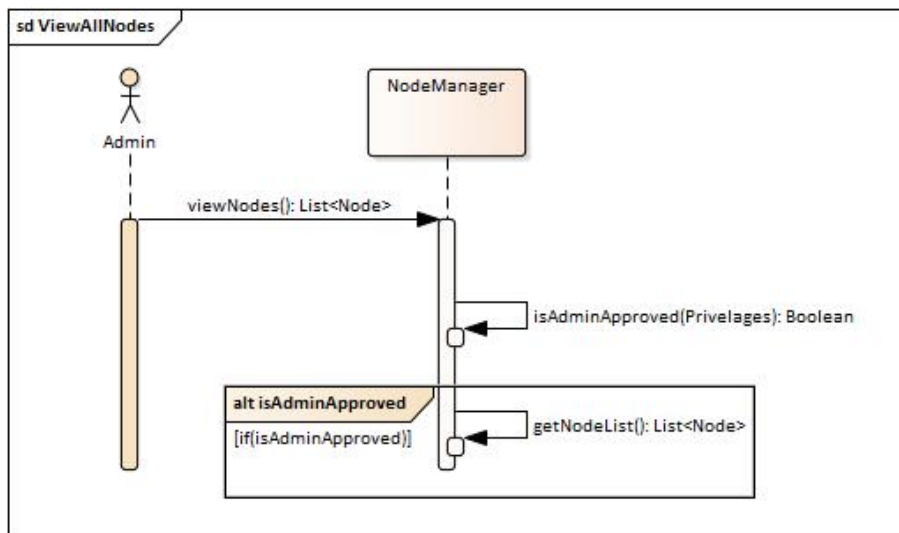 sd ViewAllNodes
NodeManager
Admin
viewNodes(): List<Node>
isAdminApproved(Privelages): Boolean
alt isAdminApproved
getNodeList(): List<Node>
[if(isAdminApproved)]